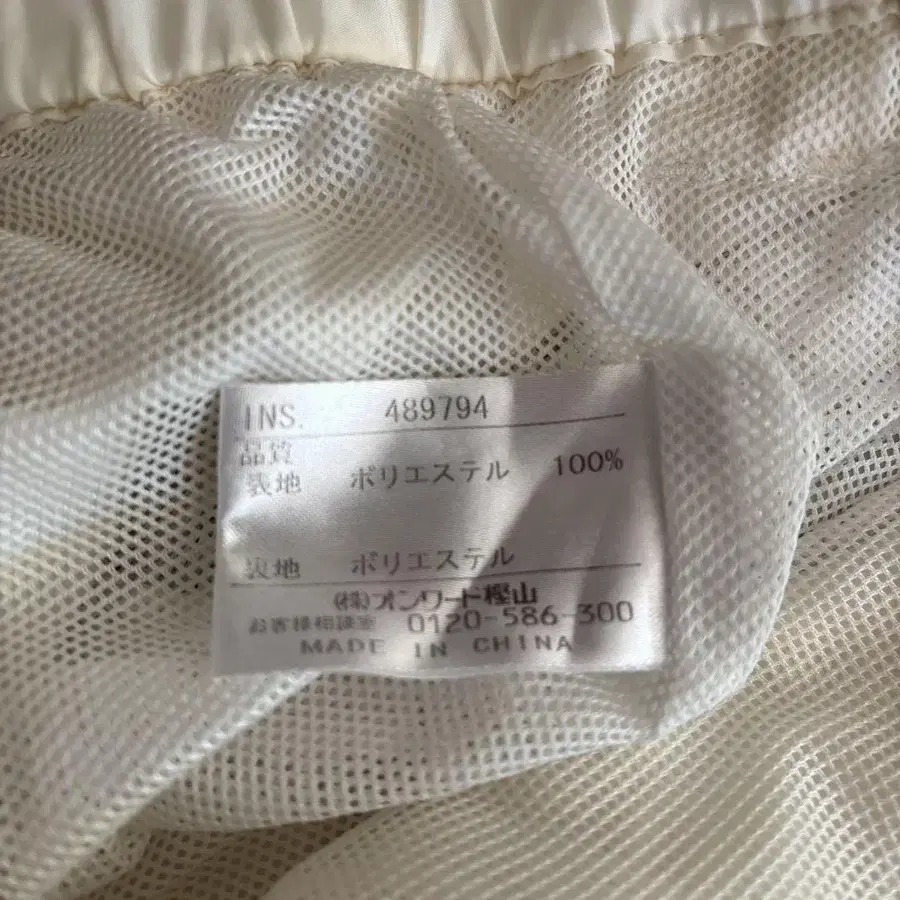 INS. 489794
品質
表地 ポリエステル 100%
表地 ポリエステル
(株)オンワード樫山
お客様相談室 0120-586-300
MADE IN CHINA